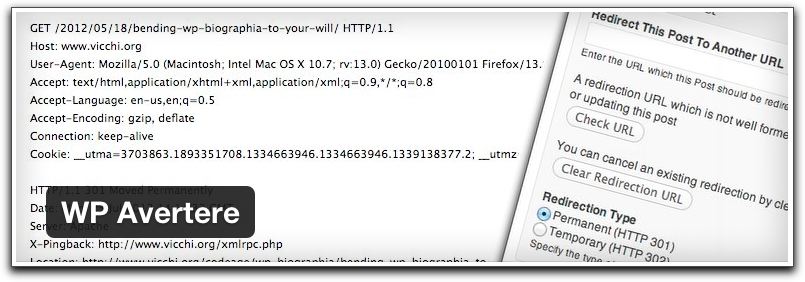 GET /2012/05/18/bending-wp-biographia-to-your-will/ HTTP/1.1
Host: www.vicchi.org
User-Agent: Mozilla/5.0 (Macintosh; Intel Mac OS X 10.7; rv:13.0) Gecko/20100101 Firefox/13.
Accept: text/html,application/xhtml+xml,application/xml;q=0.9,*/*;q=0.8
Accept-Language: en-us,en;q=0.5
Accept-Encoding: gzip, deflate
Connection: keep-alive
Cookie: __utma=3703863.1893351708.1334663946.1334663946.1339138377.2; __utmz
HTTP/1.1 301 Moved Permanently
Date:
Server: Apache
X-Pingback: http://www.vicchi.org/xmlrpc.php
Location: http://www.vicchi.org/codeage/wp-biographia/bending-wp-biographia-to
WP Avertere
Redirect This Post To Another URL
Enter the URL which this Post should be redire
A redirection URL which is not well forme
or updating this post
Check URL
You can cancel an existing redirection by cle
Clear Redirection URL
Redirection Type
Permanent (HTTP 301)
Temporary (HTTP 302)
Specify the type